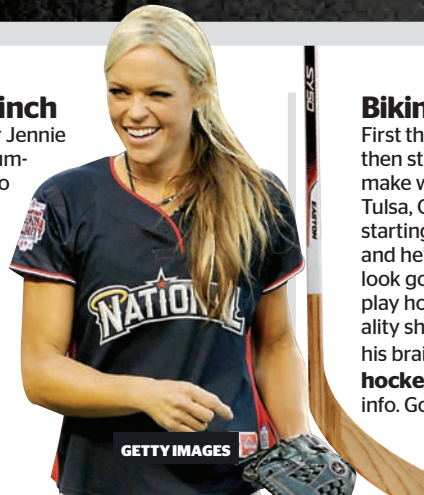 inch
r Jennie
um-
o
NATIONAL
GETTY IMAGES
SY50
EASTON
Bikin
First th
then st
make w
Tulsa, O
starting
and he'
look go
play ho
ality sh
his brai
hocke
info. Go